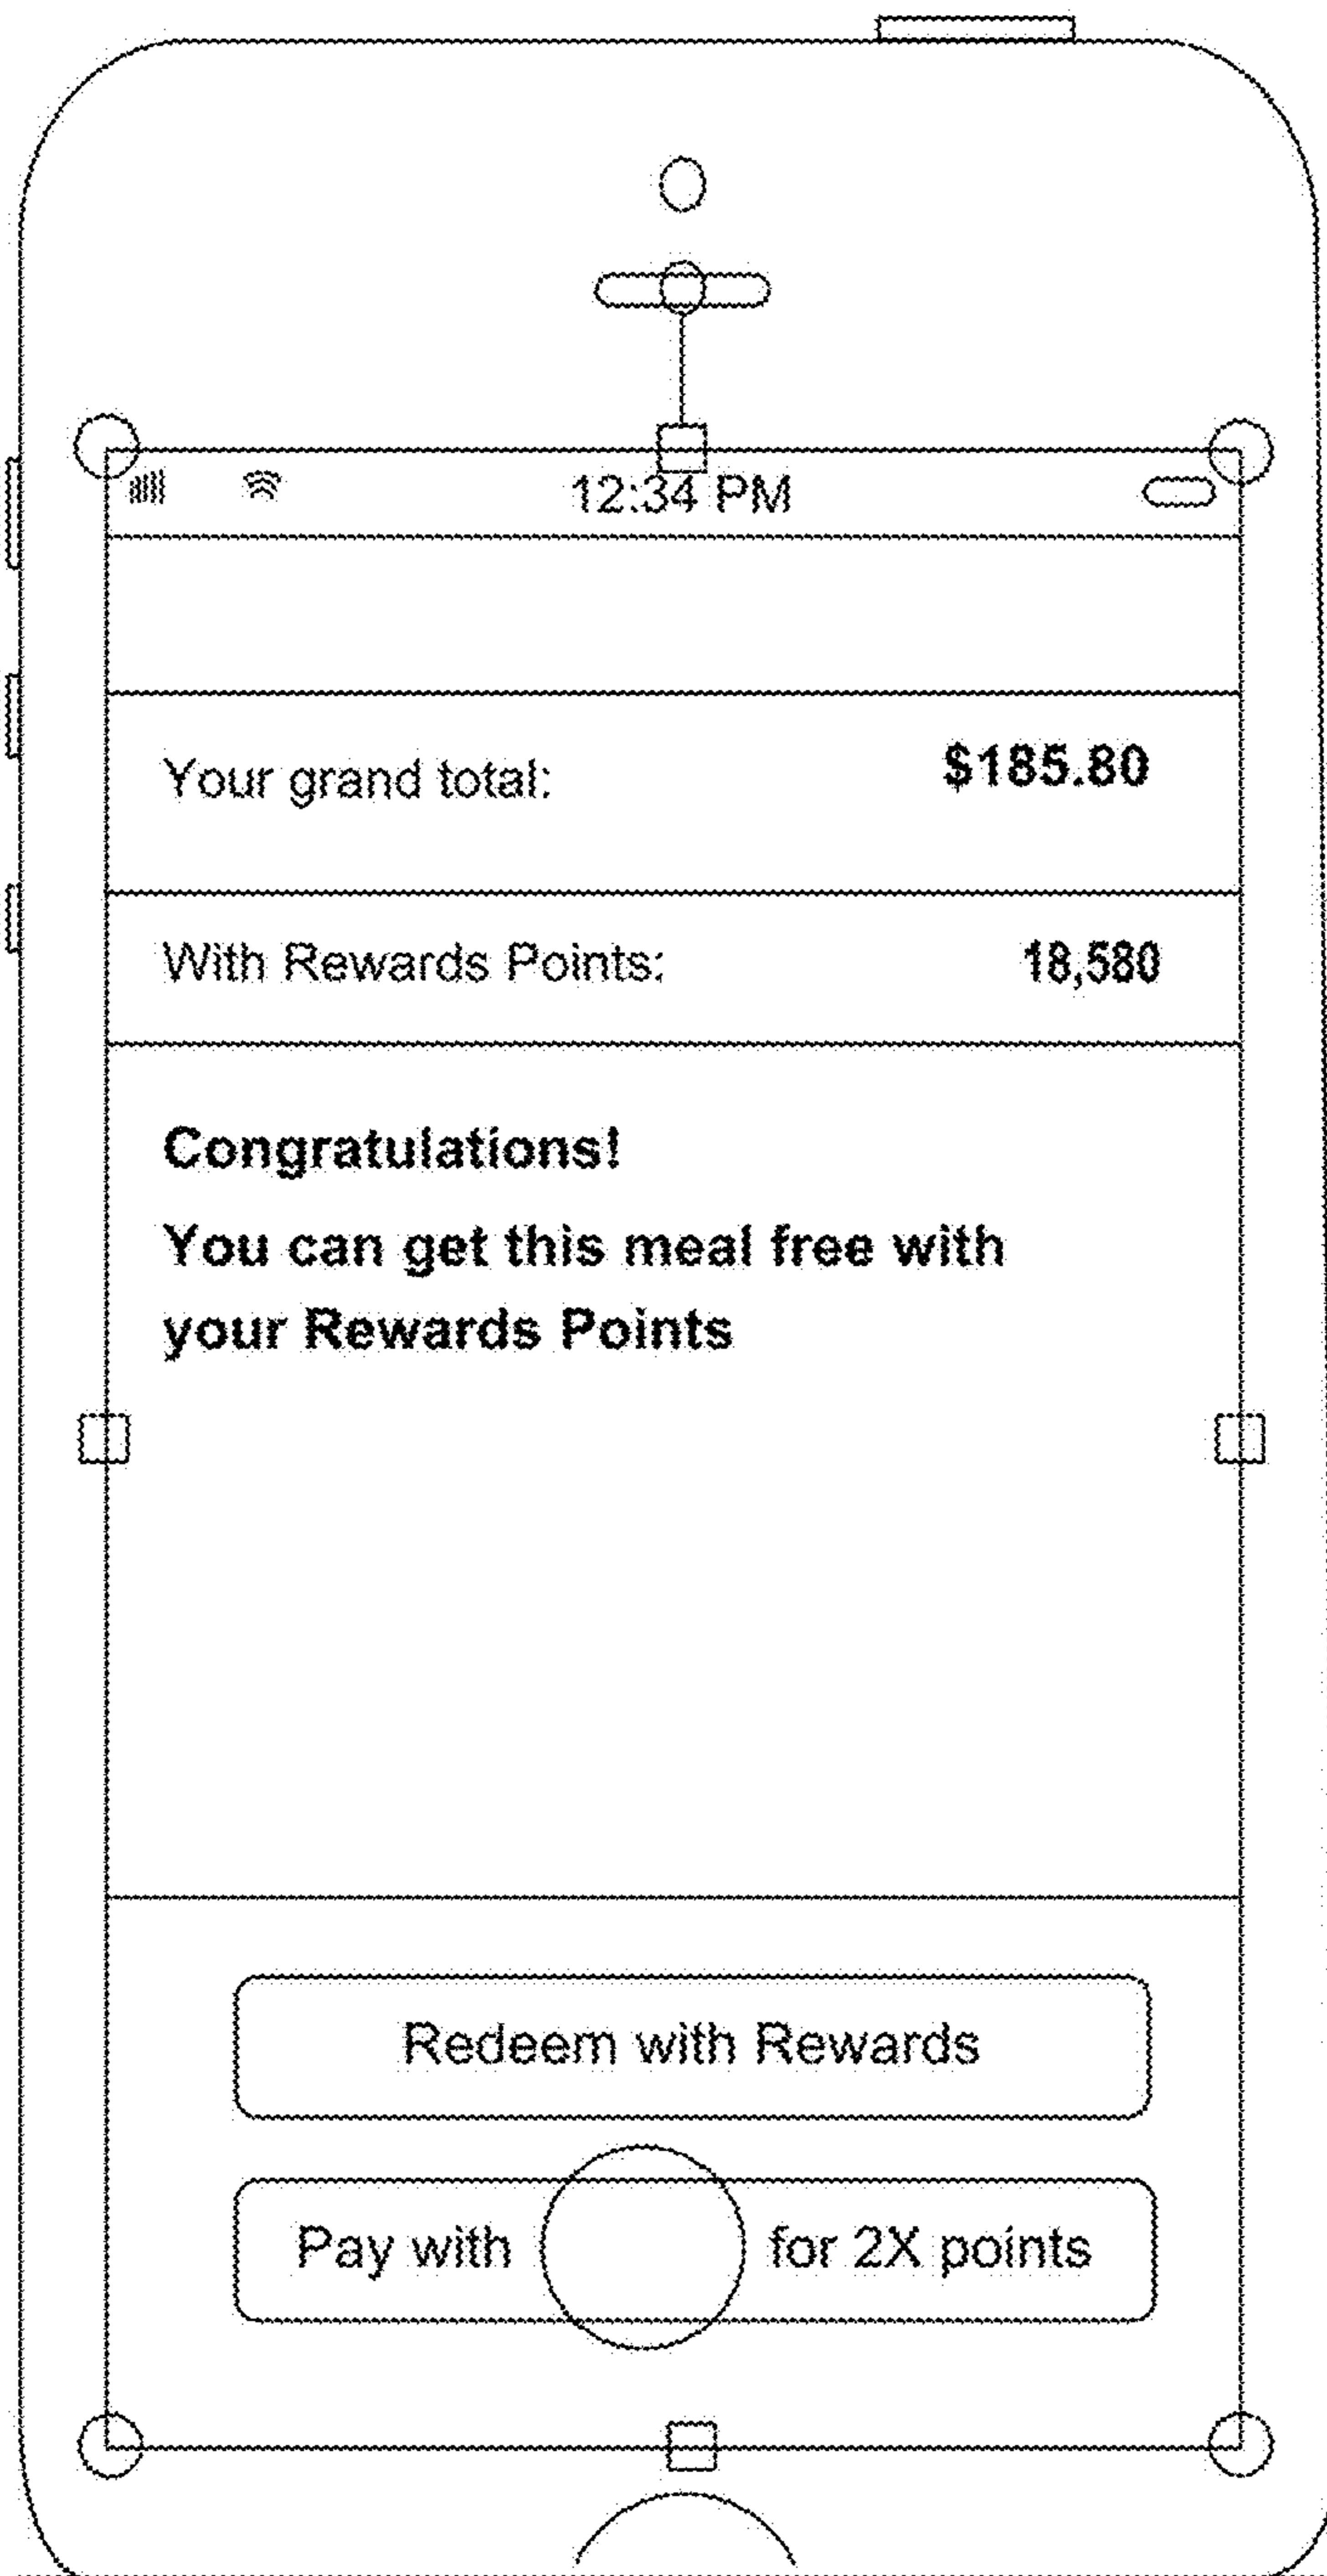 12:34 PM
Your grand total: $185.80
With Rewards Points: 18,580
Congratulations!
You can get this meal free with
your Rewards Points
Redeem with Rewards
Pay with for 2X points